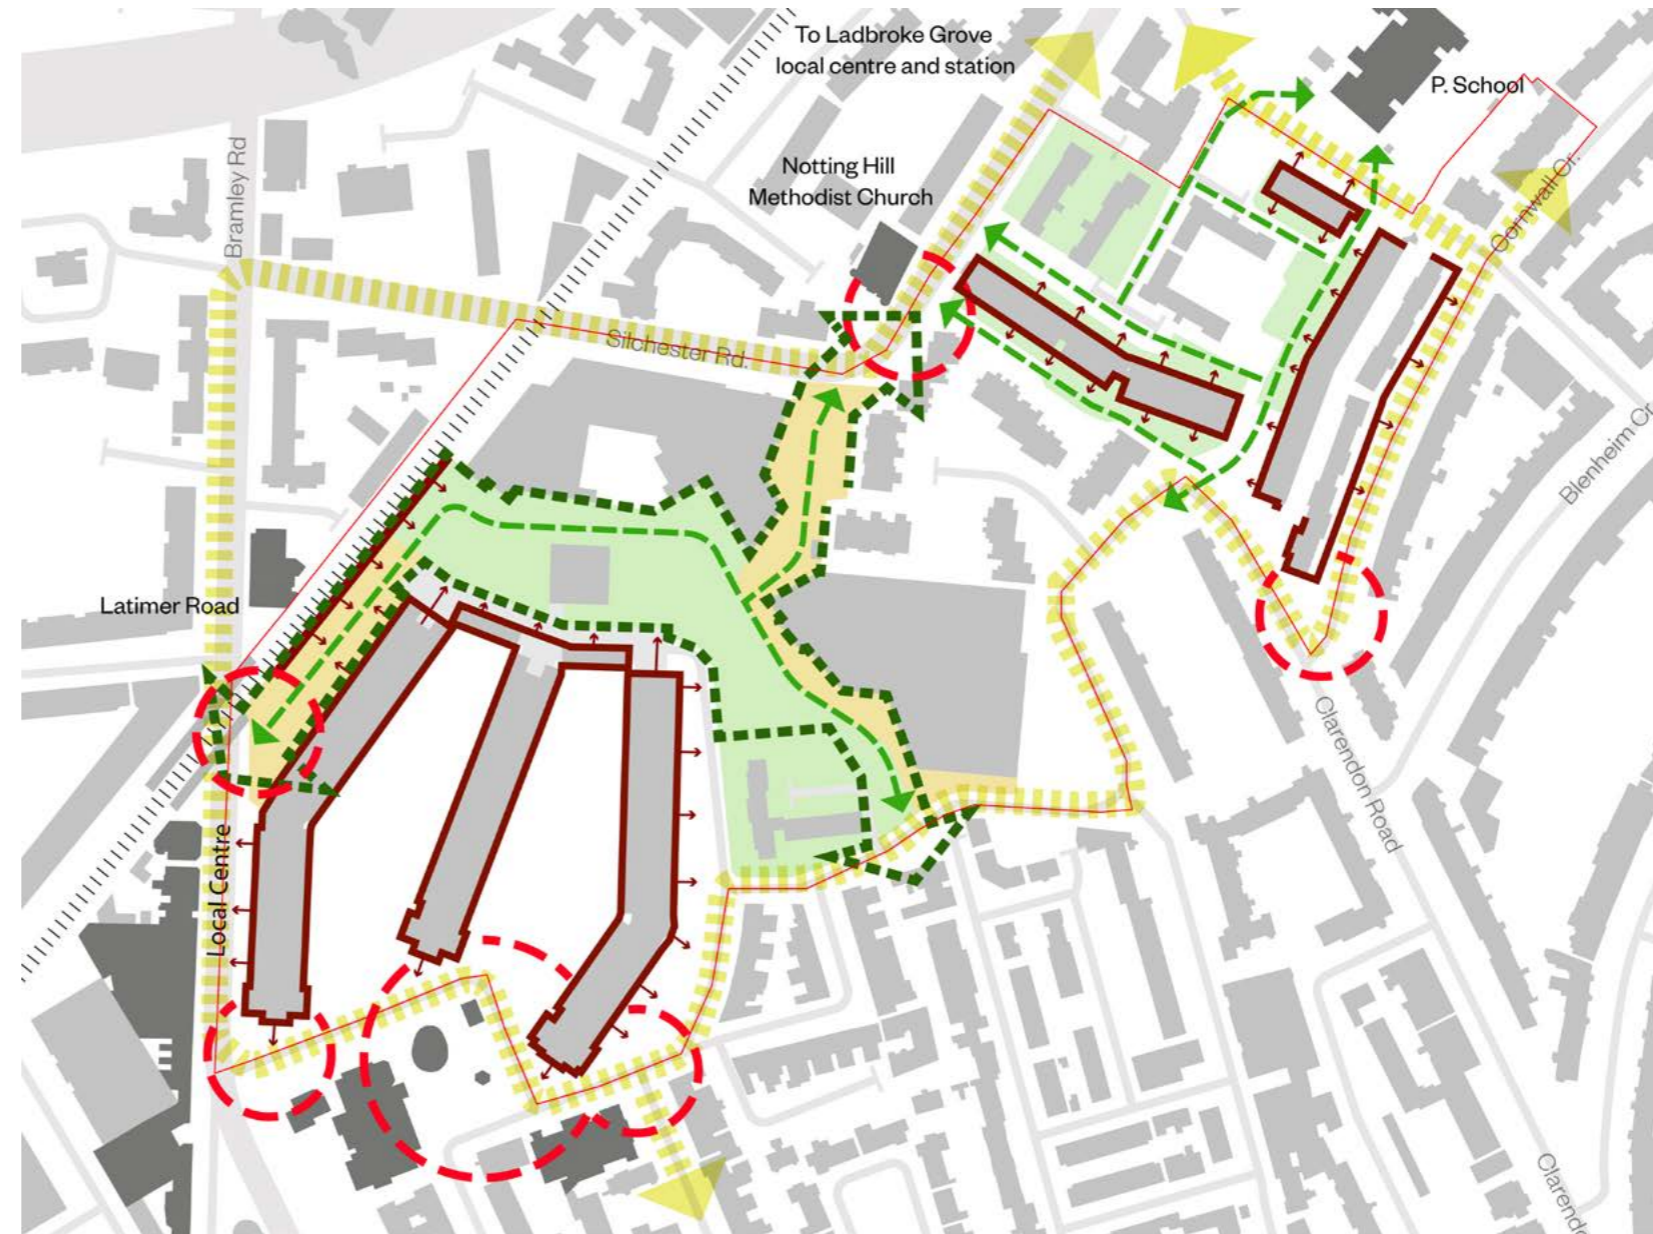 To Ladbroke Grove
local centre and station
P. School
Bramley Rd
Notting Hill
Methodist Church
Cornwall Cr.
Silchester Rd.
Blenheim Cr
Latimer Road
Clarendon Road
Local Centre
Clarend